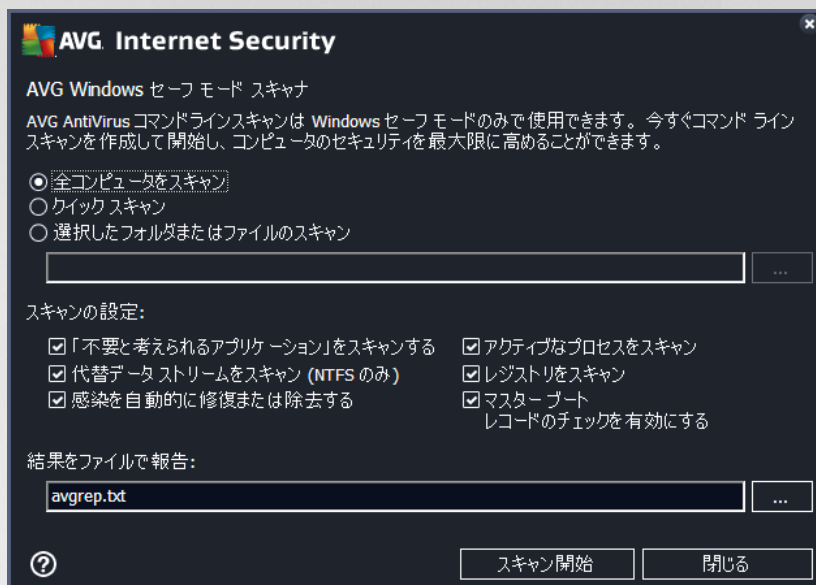 AVG. Internet Security
AVG Windows セーフ モード スキャナ
AVG AntiVirus コマンドラインスキャンは Windows セーフ モードのみで使用できます。今すぐコマンド ライン
スキャンを作成して開始し、コンピュータのセキュリティを最大限に高めることができます。
全コンピュータをスキャン
クイック スキャン
選択したフォルダまたはファイルのスキャン
...
スキャンの設定:
「不要と考えられるアプリケーション」をスキャンする
アクティブなプロセスをスキャン
代替データ ストリームをスキャン (NTFS のみ)
レジストリをスキャン
感染を自動的に修復または除去する
マスター ブート
レコードのチェックを有効にする
結果をファイルで報告:
avgrep.txt
...
スキャン開始
閉じる